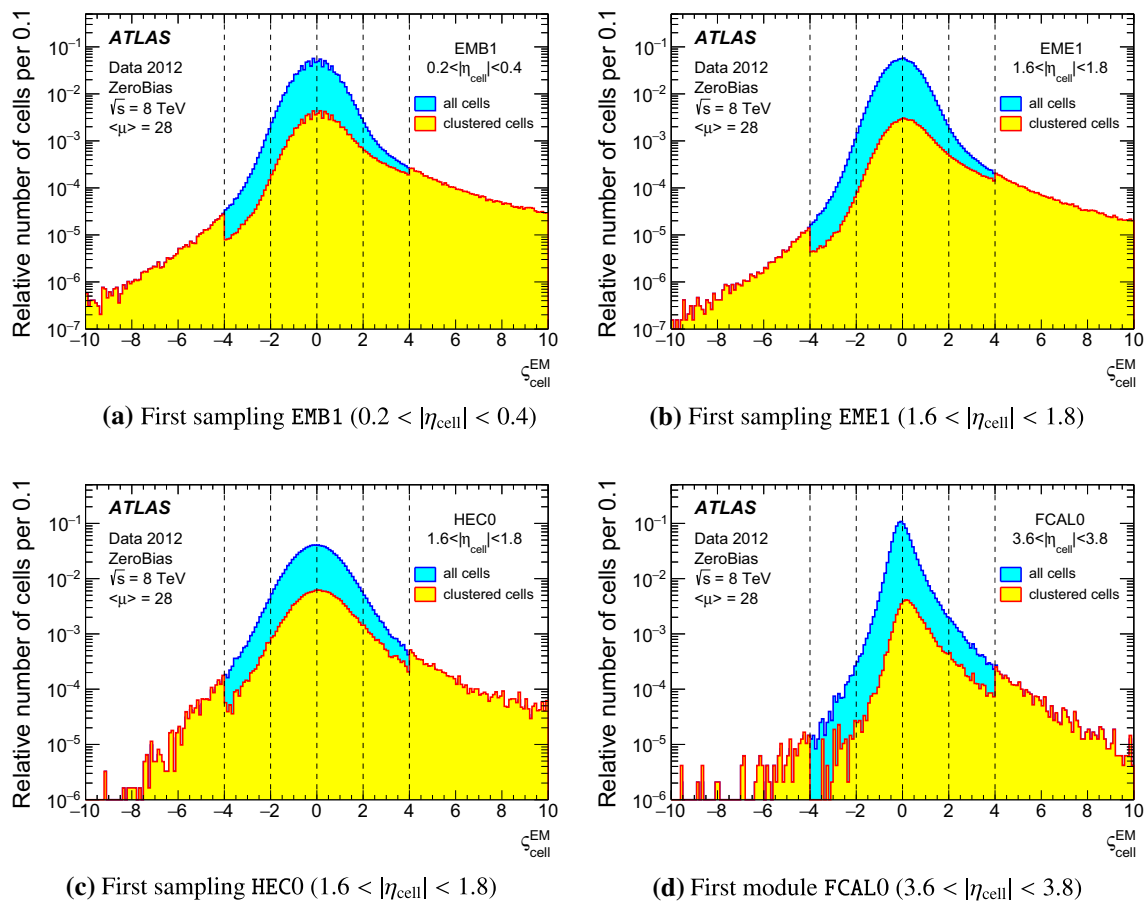 Relative number of cells per 0.1
ATLAS
Data 2012
ZeroBias
√s = 8 TeV
<μ> = 28
EMB1
0.2<|η_cell|<0.4
all cells
clustered cells
10⁻¹
10⁻²
10⁻³
10⁻⁴
10⁻⁵
10⁻⁶
10⁻⁷
−10 −8 −6 −4 −2 0 2 4 6 8 10
ς^EM_cell
(a) First sampling EMB1 (0.2 < |η_cell| < 0.4)
Relative number of cells per 0.1
ATLAS
Data 2012
ZeroBias
√s = 8 TeV
<μ> = 28
EME1
1.6<|η_cell|<1.8
all cells
clustered cells
10⁻¹
10⁻²
10⁻³
10⁻⁴
10⁻⁵
10⁻⁶
10⁻⁷
−10 −8 −6 −4 −2 0 2 4 6 8 10
ς^EM_cell
(b) First sampling EME1 (1.6 < |η_cell| < 1.8)
Relative number of cells per 0.1
ATLAS
Data 2012
ZeroBias
√s = 8 TeV
<μ> = 28
HEC0
1.6<|η_cell|<1.8
all cells
clustered cells
10⁻¹
10⁻²
10⁻³
10⁻⁴
10⁻⁵
10⁻⁶
−10 −8 −6 −4 −2 0 2 4 6 8 10
ς^EM_cell
(c) First sampling HEC0 (1.6 < |η_cell| < 1.8)
Relative number of cells per 0.1
ATLAS
Data 2012
ZeroBias
√s = 8 TeV
<μ> = 28
FCAL0
3.6<|η_cell|<3.8
all cells
clustered cells
10⁻¹
10⁻²
10⁻³
10⁻⁴
10⁻⁵
10⁻⁶
−10 −8 −6 −4 −2 0 2 4 6 8 10
ς^EM_cell
(d) First module FCAL0 (3.6 < |η_cell| < 3.8)